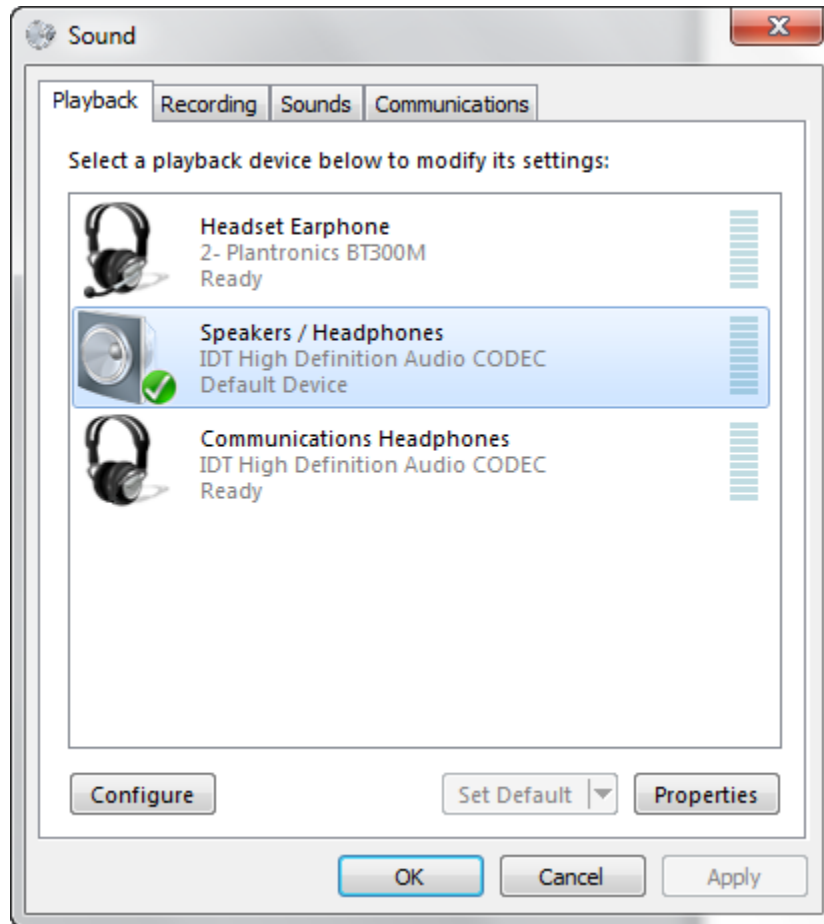 Sound
Playback Recording Sounds Communications
Select a playback device below to modify its settings:
Headset Earphone
2- Plantronics BT300M
Ready
Speakers / Headphones
IDT High Definition Audio CODEC
Default Device
Communications Headphones
IDT High Definition Audio CODEC
Ready
Configure Set Default Properties
OK Cancel Apply